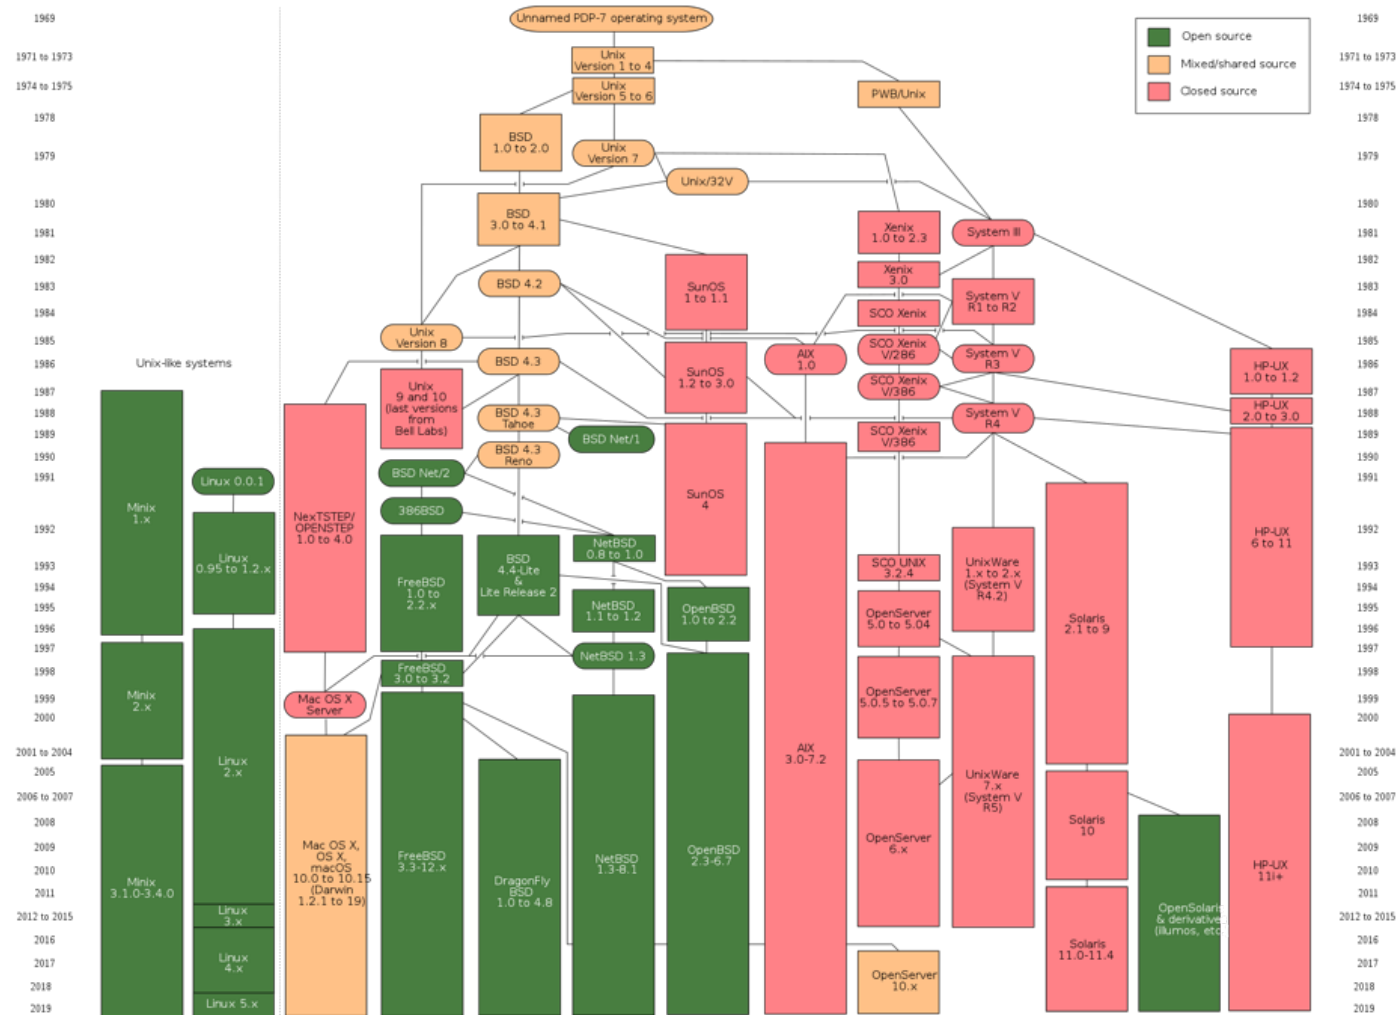 1969
1971 to 1973
1974 to 1975
1978
1979
1980
1981
1982
1983
1984
1985
1986
1987
1988
1989
1990
1991
1992
1993
1994
1995
1996
1997
1998
1999
2000
2001 to 2004
2005
2006 to 2007
2008
2009
2010
2011
2012 to 2015
2016
2017
2018
2019
Unix-like systems
Minix
1.x
Minix
2.x
Minix
3.1.0-3.4.0
Linux 0.0.1
Linux
0.95 to 1.2.x
Linux
2.x
Linux
3.x
Linux
4.x
Linux 5.x
Unnamed PDP-7 operating system
Unix
Version 1 to 4
Unix
Version 5 to 6
PWB/Unix
BSD
1.0 to 2.0
Unix
Version 7
Unix/32V
BSD
3.0 to 4.1
Xenix
1.0 to 2.3
System III
Xenix
3.0
BSD 4.2
SunOS
1 to 1.1
System V
R1 to R2
SCO Xenix
Unix
Version 8
SCO Xenix
V/286
AIX
1.0
System V
R3
BSD 4.3
SunOS
1.2 to 3.0
HP-UX
1.0 to 1.2
Unix
9 and 10
(last versions
from
Bell Labs)
SCO Xenix
V/386
HP-UX
2.0 to 3.0
BSD 4.3
Tahoe
System V
R4
BSD Net/1
SCO Xenix
V/386
BSD 4.3
Reno
BSD Net/2
SunOS
4
386BSD
NeXTSTEP/
OPENSTEP
1.0 to 4.0
HP-UX
6 to 11
NetBSD
0.8 to 1.0
BSD
4.4-Lite
&
Lite Release 2
FreeBSD
1.0 to
2.2.x
SCO UNIX
3.2.4
UnixWare
1.x to 2.x
(System V
R4.2)
NetBSD
1.1 to 1.2
OpenBSD
1.0 to 2.2
OpenServer
5.0 to 5.04
Solaris
2.1 to 9
NetBSD 1.3
FreeBSD
3.0 to 3.2
Mac OS X
Server
OpenServer
5.0.5 to 5.0.7
AIX
3.0-7.2
UnixWare
7.x
(System V
R5)
Solaris
10
OpenServer
6.x
Mac OS X,
OS X,
macOS
10.0 to 10.15
(Darwin
1.2.1 to 19)
FreeBSD
3.3-12.x
DragonFly
BSD
1.0 to 4.8
NetBSD
1.3-8.1
OpenBSD
2.3-6.7
HP-UX
11i+
OpenSolaris
& derivative
(illumos, etc
Solaris
11.0-11.4
OpenServer
10.x
Open source
Mixed/shared source
Closed source
1969
1971 to 1973
1974 to 1975
1978
1979
1980
1981
1982
1983
1984
1985
1986
1987
1988
1989
1990
1991
1992
1993
1994
1995
1996
1997
1998
1999
2000
2001 to 2004
2005
2006 to 2007
2008
2009
2010
2011
2012 to 2015
2016
2017
2018
2019